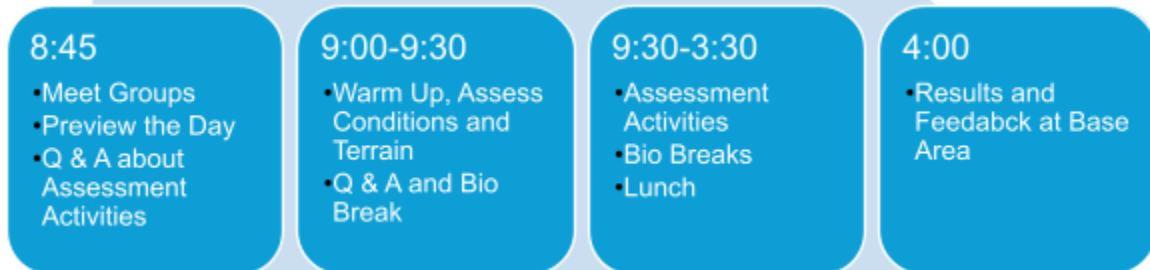 8:45
•Meet Groups
•Preview the Day
•Q & A about
Assessment
Activities
9:00-9:30
•Warm Up, Assess
Conditions and
Terrain
•Q & A and Bio
Break
9:30-3:30
•Assessment
Activities
•Bio Breaks
•Lunch
4:00
•Results and
Feedabck at Base
Area